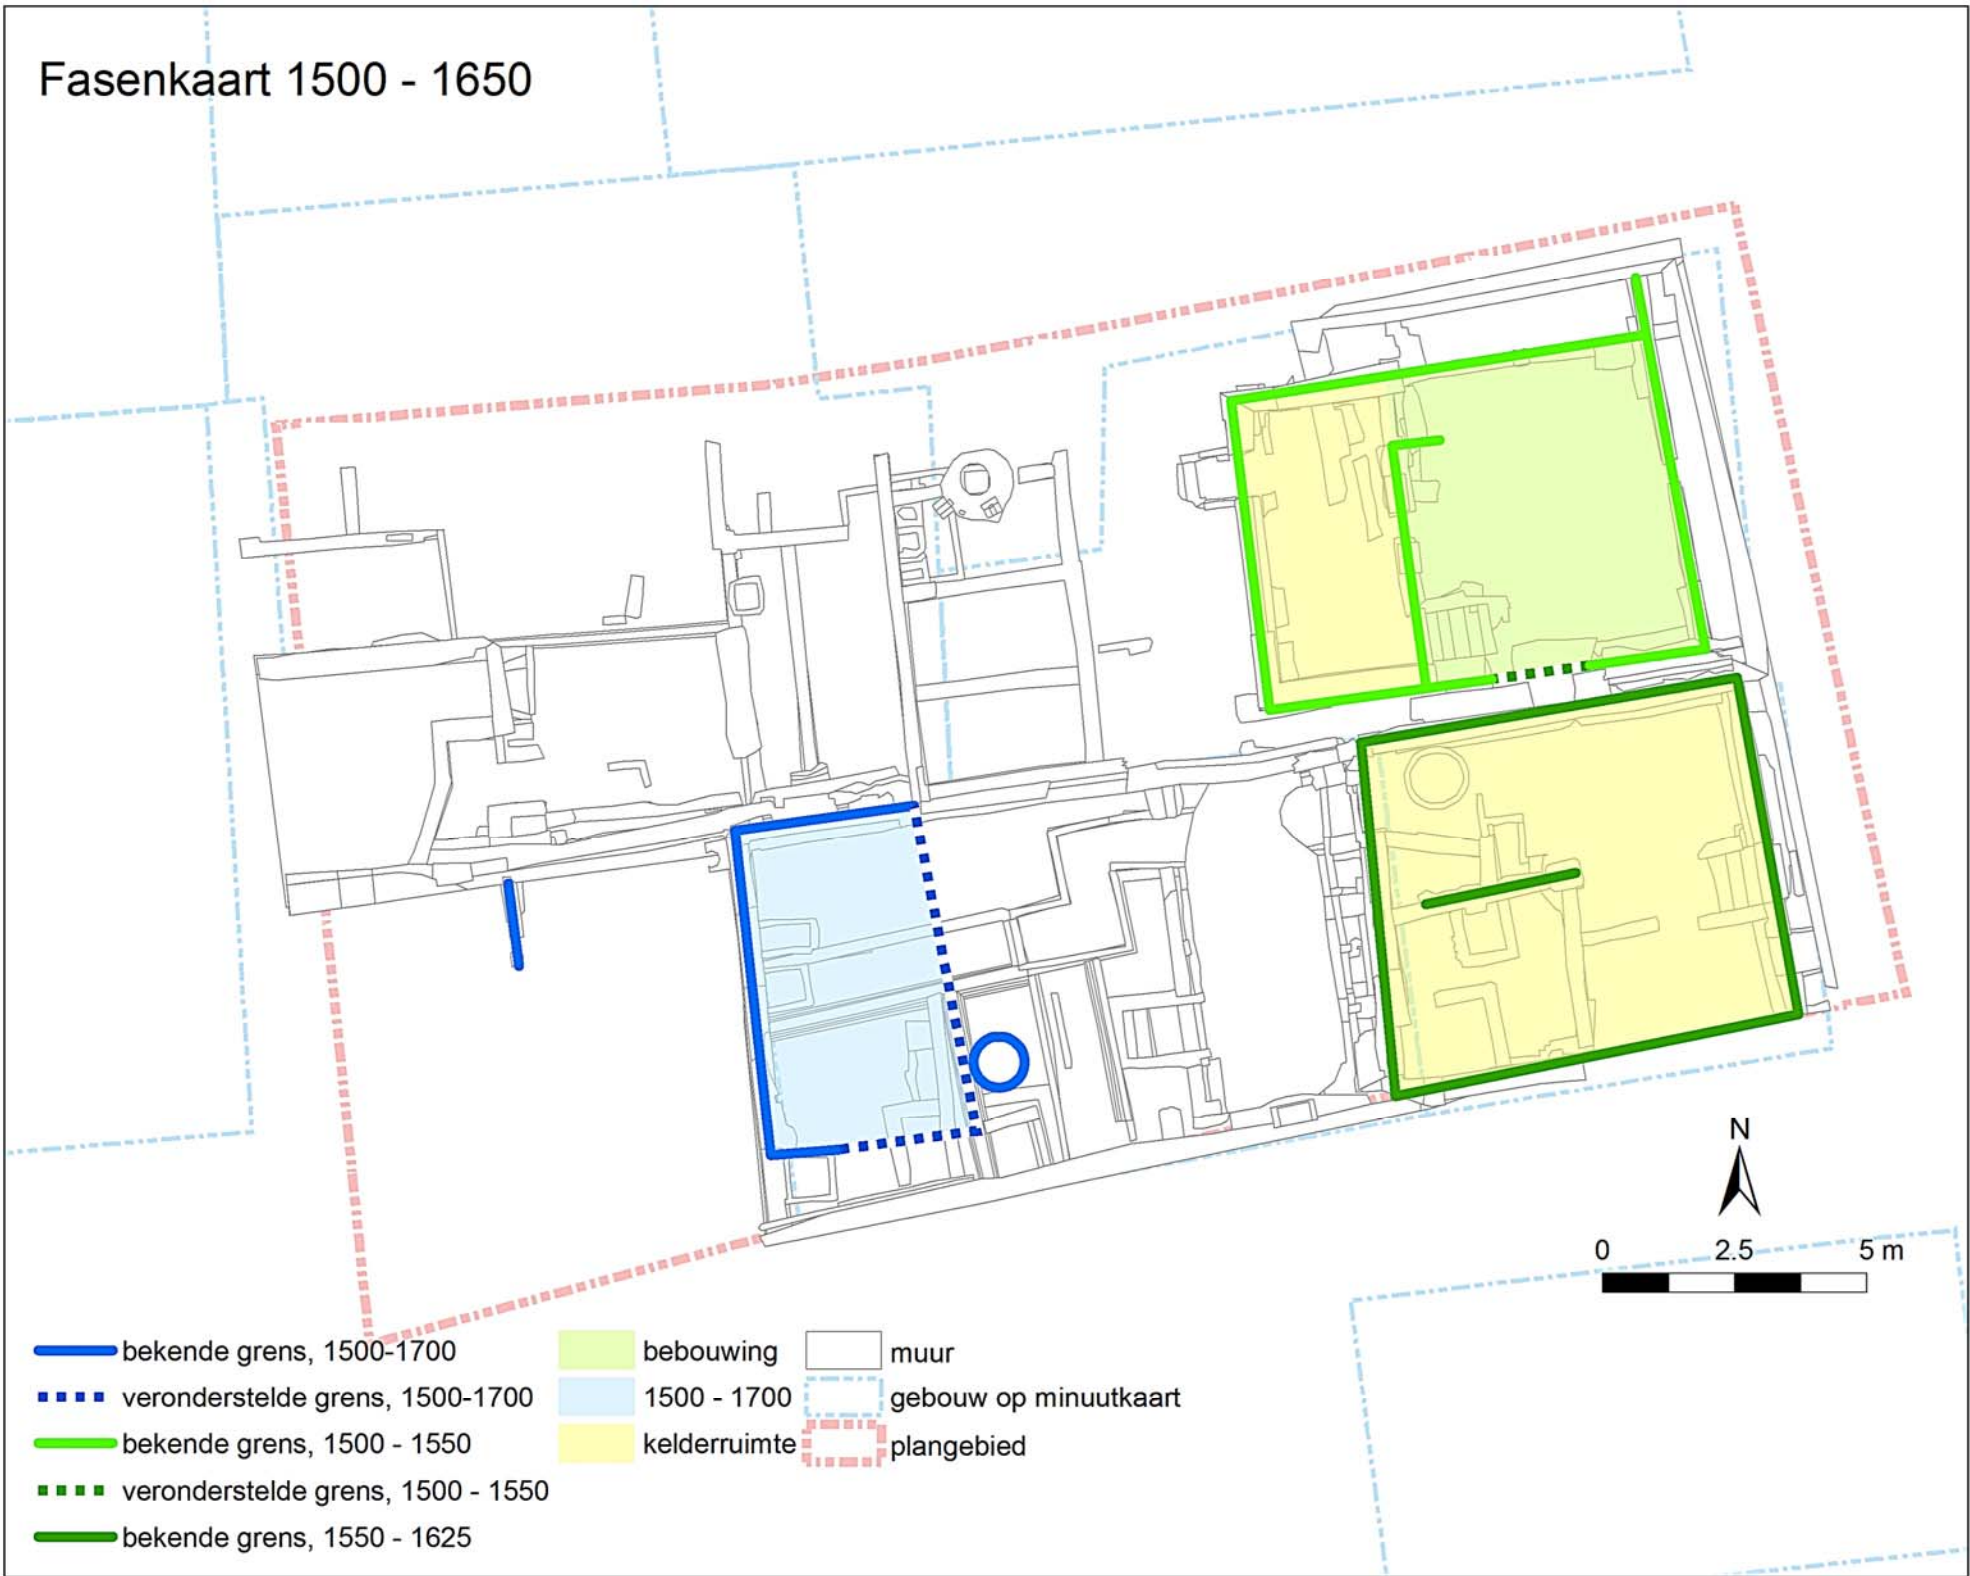 Fasenkaart 1500 - 1650
N
0 2.5 5 m
bekende grens, 1500-1700
veronderstelde grens, 1500-1700
bekende grens, 1500 - 1550
veronderstelde grens, 1500 - 1550
bekende grens, 1550 - 1625
bebouwing
1500 - 1700
kelderruimte
muur
gebouw op minuutkaart
plangebied